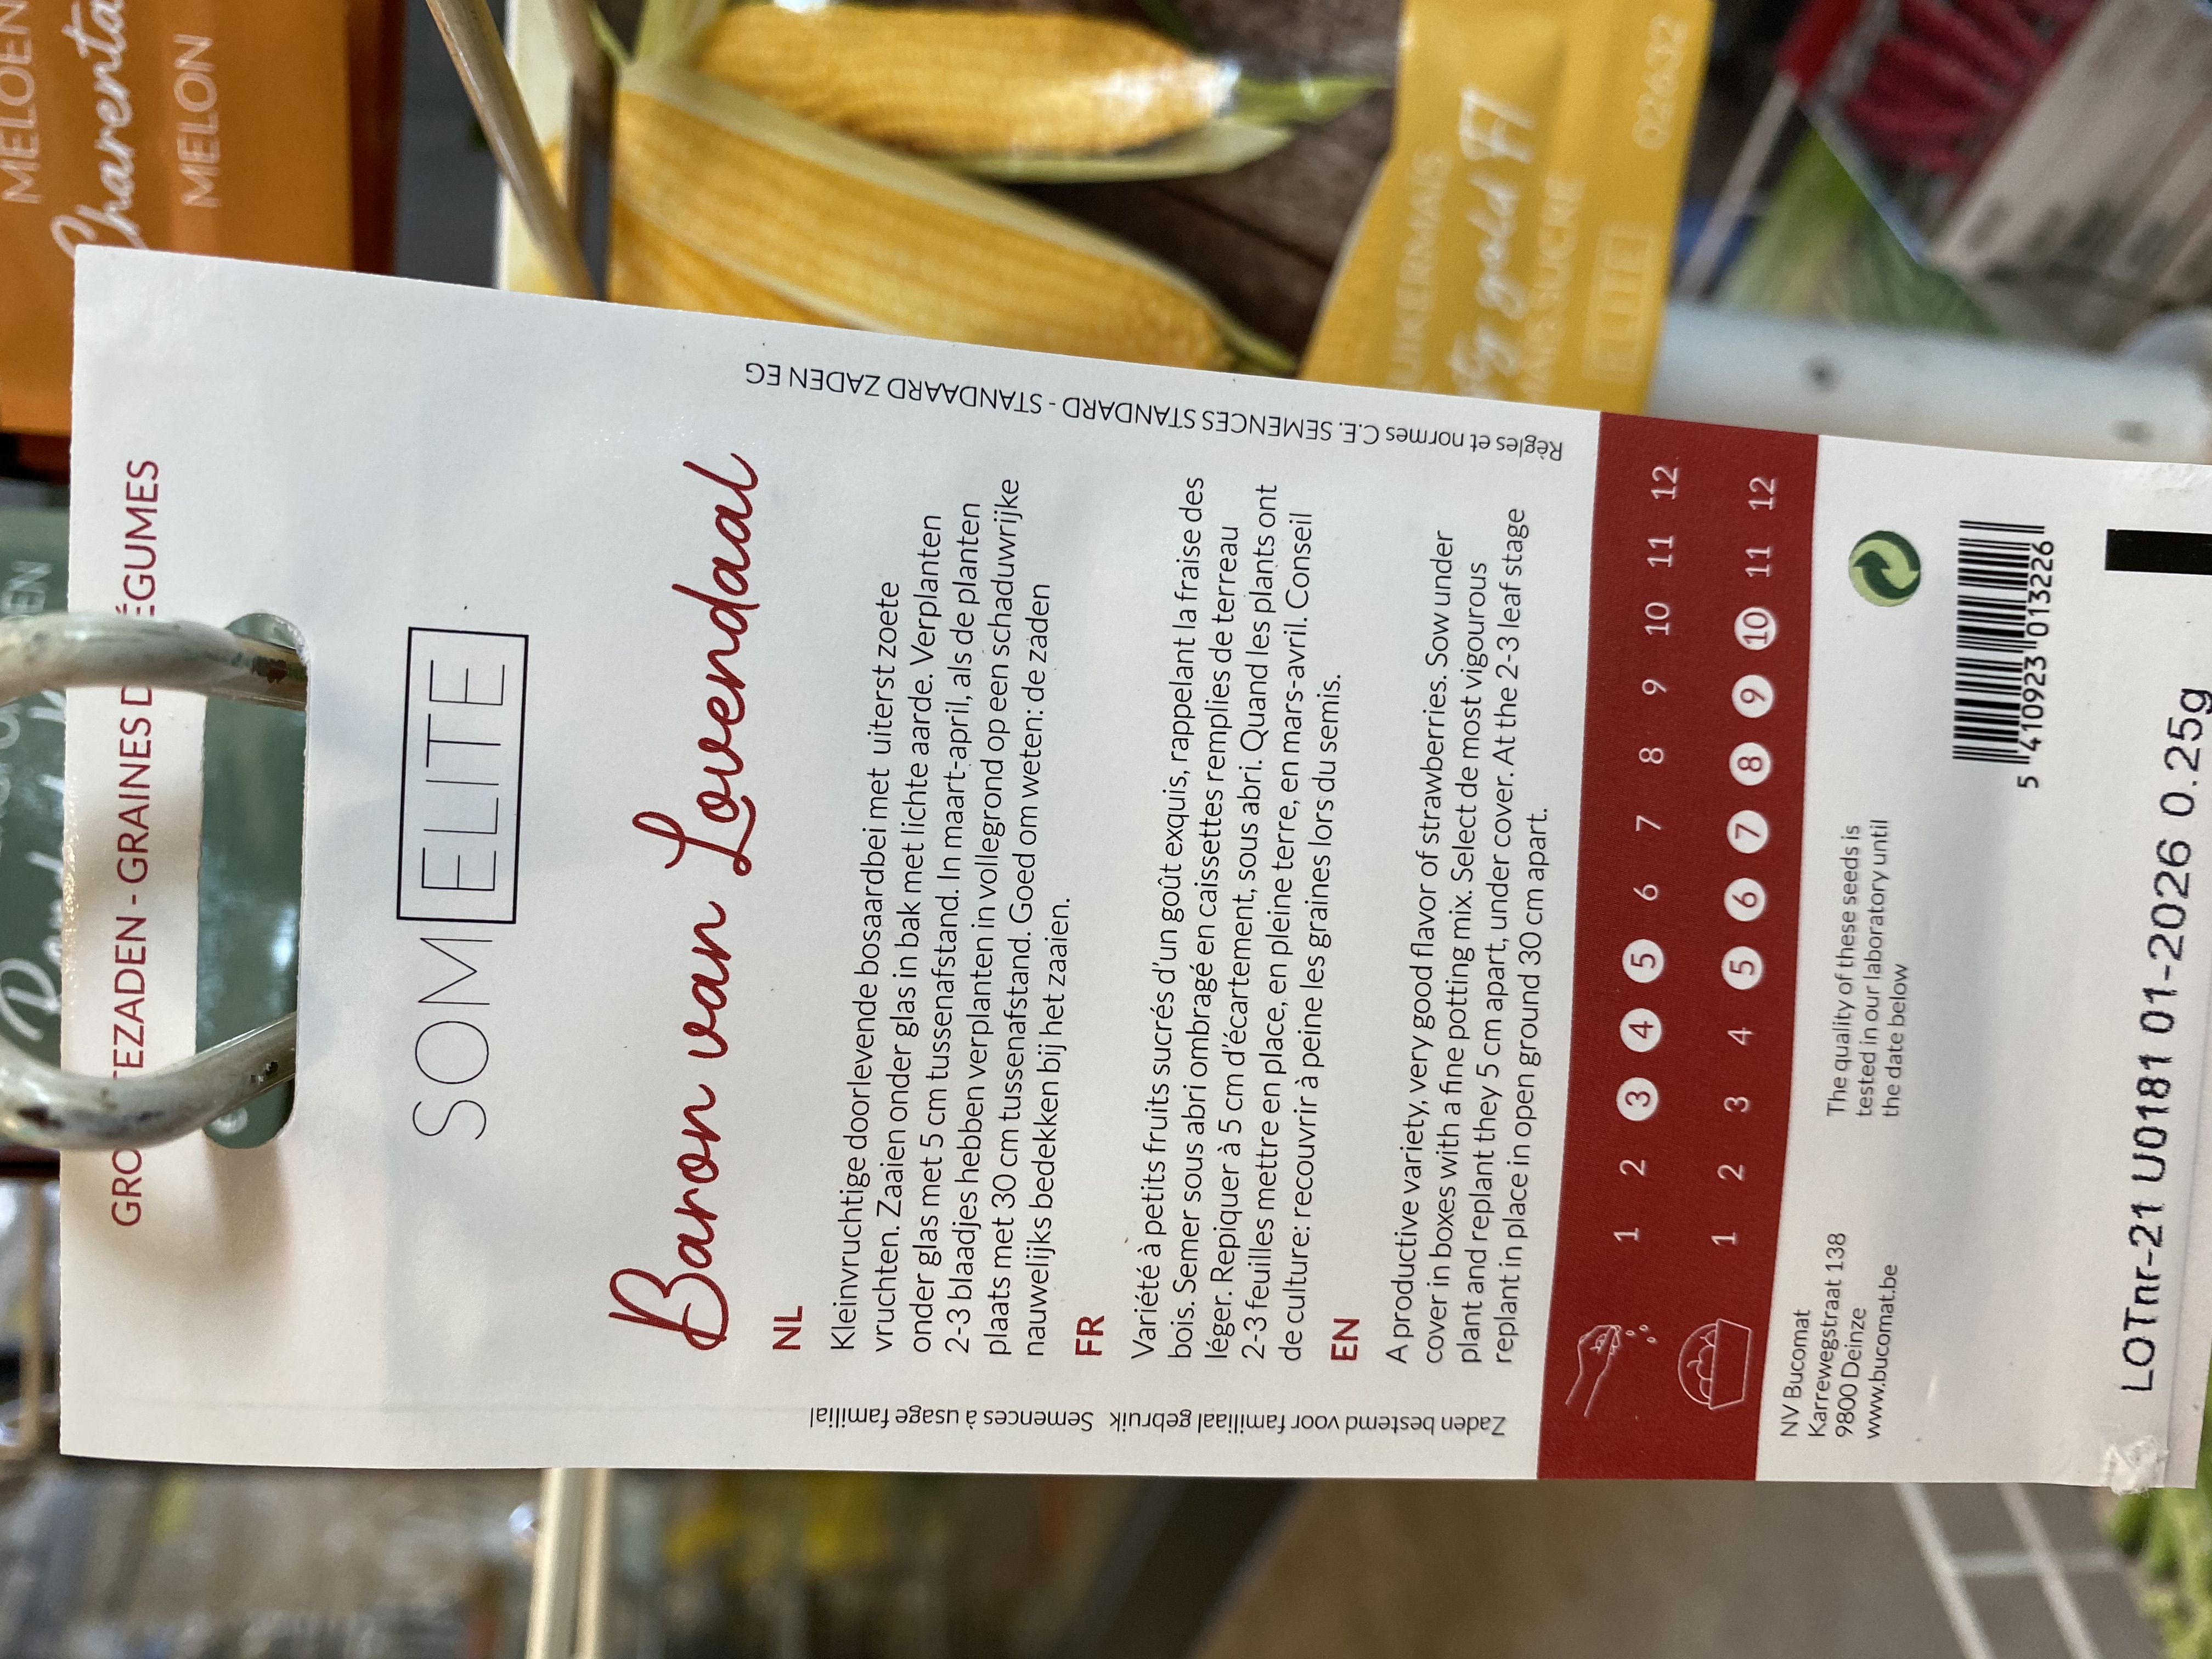 GRO TEZADEN - GRAINES D ÉGUMES
SOM ELITE
Baron van Lovendaal
NL
Kleinvruchtige doorlevende bosaardbei met uiterst zoete
vruchten. Zaaien onder glas in bak met lichte aarde. Verplanten
onder glas met 5 cm tussenafstand. In maart-april, als de planten
2-3 blaadjes hebben verplanten in vollegrond op een schaduwrijke
plaats met 30 cm tussenafstand. Goed om weten: de zaden
nauwelijks bedekken bij het zaaien.
FR
Variété à petits fruits sucrés d'un goût exquis, rappelant la fraise des
bois. Semer sous abri ombragé en caissettes remplies de terreau
léger. Repiquer à 5 cm d'écartement, sous abri. Quand les plants ont
2-3 feuilles mettre en place, en pleine terre, en mars-avril. Conseil
de culture: recouvrir à peine les graines lors du semis.
EN
A productive variety, very good flavor of strawberries. Sow under
cover in boxes with a fine potting mix. Select de most vigourous
plant and replant they 5 cm apart, under cover. At the 2-3 leaf stage
replant in place in open ground 30 cm apart.
Zaden bestemd voor familiaal gebruik Semences à usage familial
Règles et normes C.E. SEMENCES STANDARD - STANDAARD ZADEN EG
1 2 3 4 5 6 7 8 9 10 11 12
1 2 3 4 5 6 7 8 9 10 11 12
NV Bucomat
Karrewegstraat 138
9800 Deinze
www.bucomat.be
The quality of these seeds is
tested in our laboratory until
the date below
5 410923 013226
LOTnr-21 U0181 01-2026 0.25g
MELOEN
Charenta
MELON
UIKERMAIS
ty gold F1
SUCRE
ELITE
02632